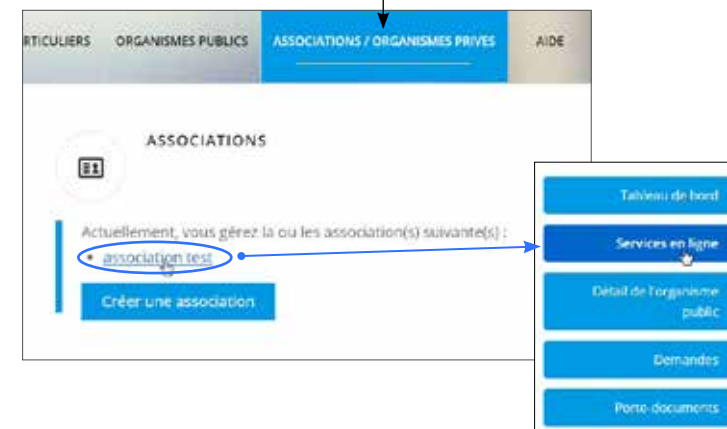 RTICULIERS ORGANISMES PUBLICS ASSOCIATIONS / ORGANISMES PRIVES AIDE
ASSOCIATIONS
Actuellement, vous gérez la ou les association(s) suivante(s) :
• association test
Créer une association
Tableau de bord
Services en ligne
Détail de l'organisme
public
Demandes
Porte-documents